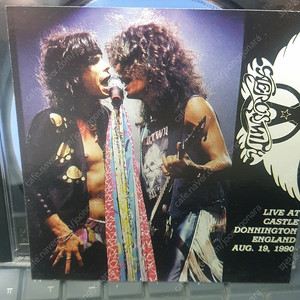 AEROSMITH
LIVE AT
CASTLE
DONNINGTON
ENGLAND
AUG. 19, 1990